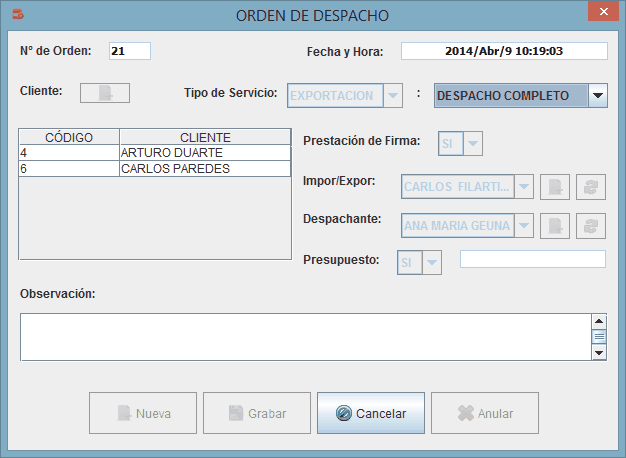 ORDEN DE DESPACHO
Nº de Orden: 21 Fecha y Hora: 2014/Abr/9 10:19:03
Cliente: Tipo de Servicio: EXPORTACION : DESPACHO COMPLETO
CÓDIGO CLIENTE
4 ARTURO DUARTE
6 CARLOS PAREDES
Prestación de Firma: SI
Impor/Expor: CARLOS FILARTI...
Despachante: ANA MARIA GEUNA
Presupuesto: SI
Observación:
Nueva Grabar Cancelar Anular